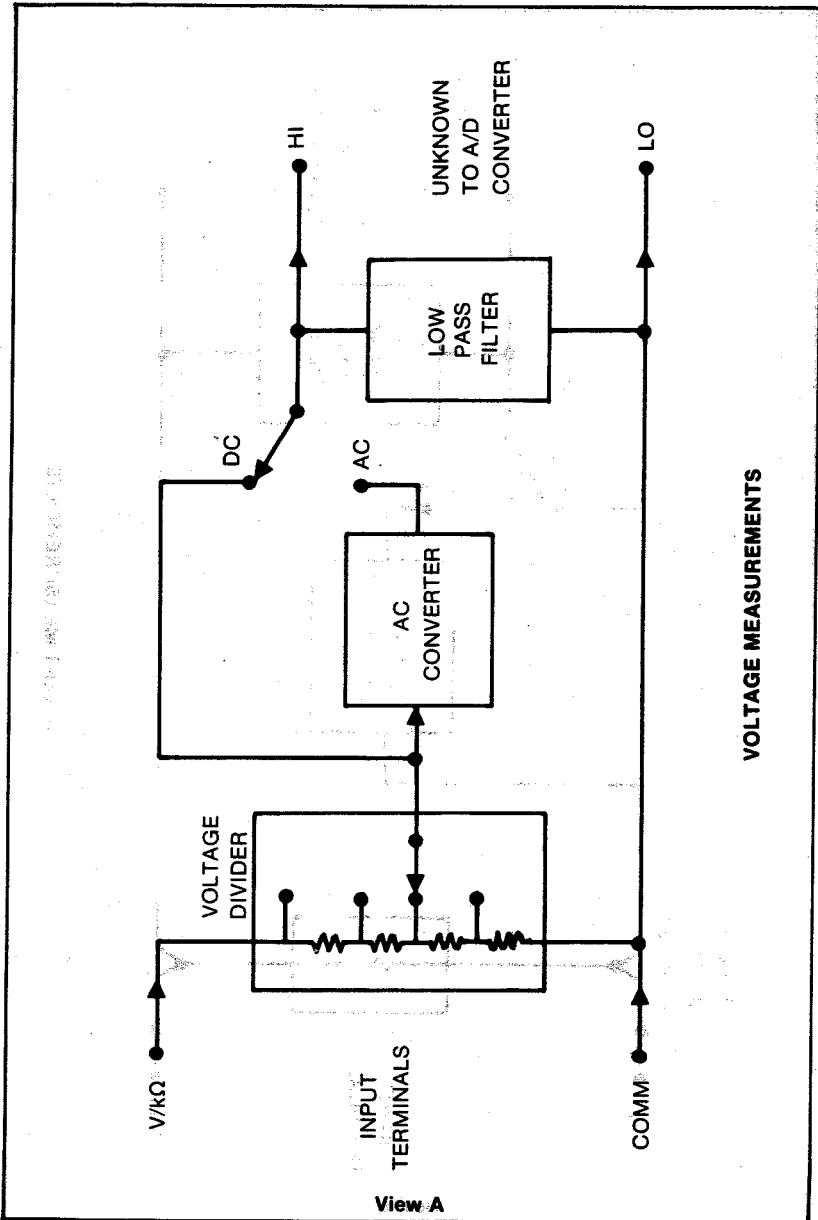 V/kΩ
INPUT
TERMINALS
COMM
VOLTAGE
DIVIDER
AC
CONVERTER
DC
AC
LOW
PASS
FILTER
HI
UNKNOWN
TO A/D
CONVERTER
LO
VOLTAGE MEASUREMENTS
View A